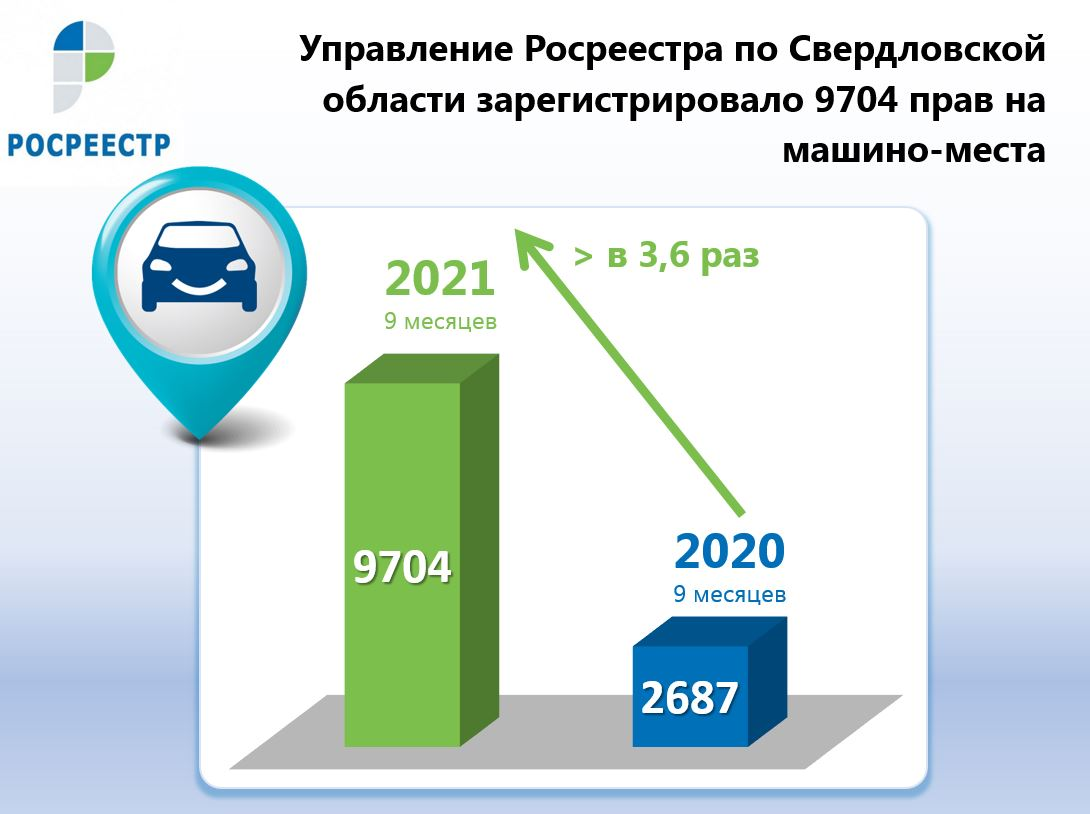 РОСРЕЕСТР
Управление Росреестра по Свердловской
области зарегистрировало 9704 прав на
машино-места
> в 3,6 раз
2021
9 месяцев
9704
2020
9 месяцев
2687